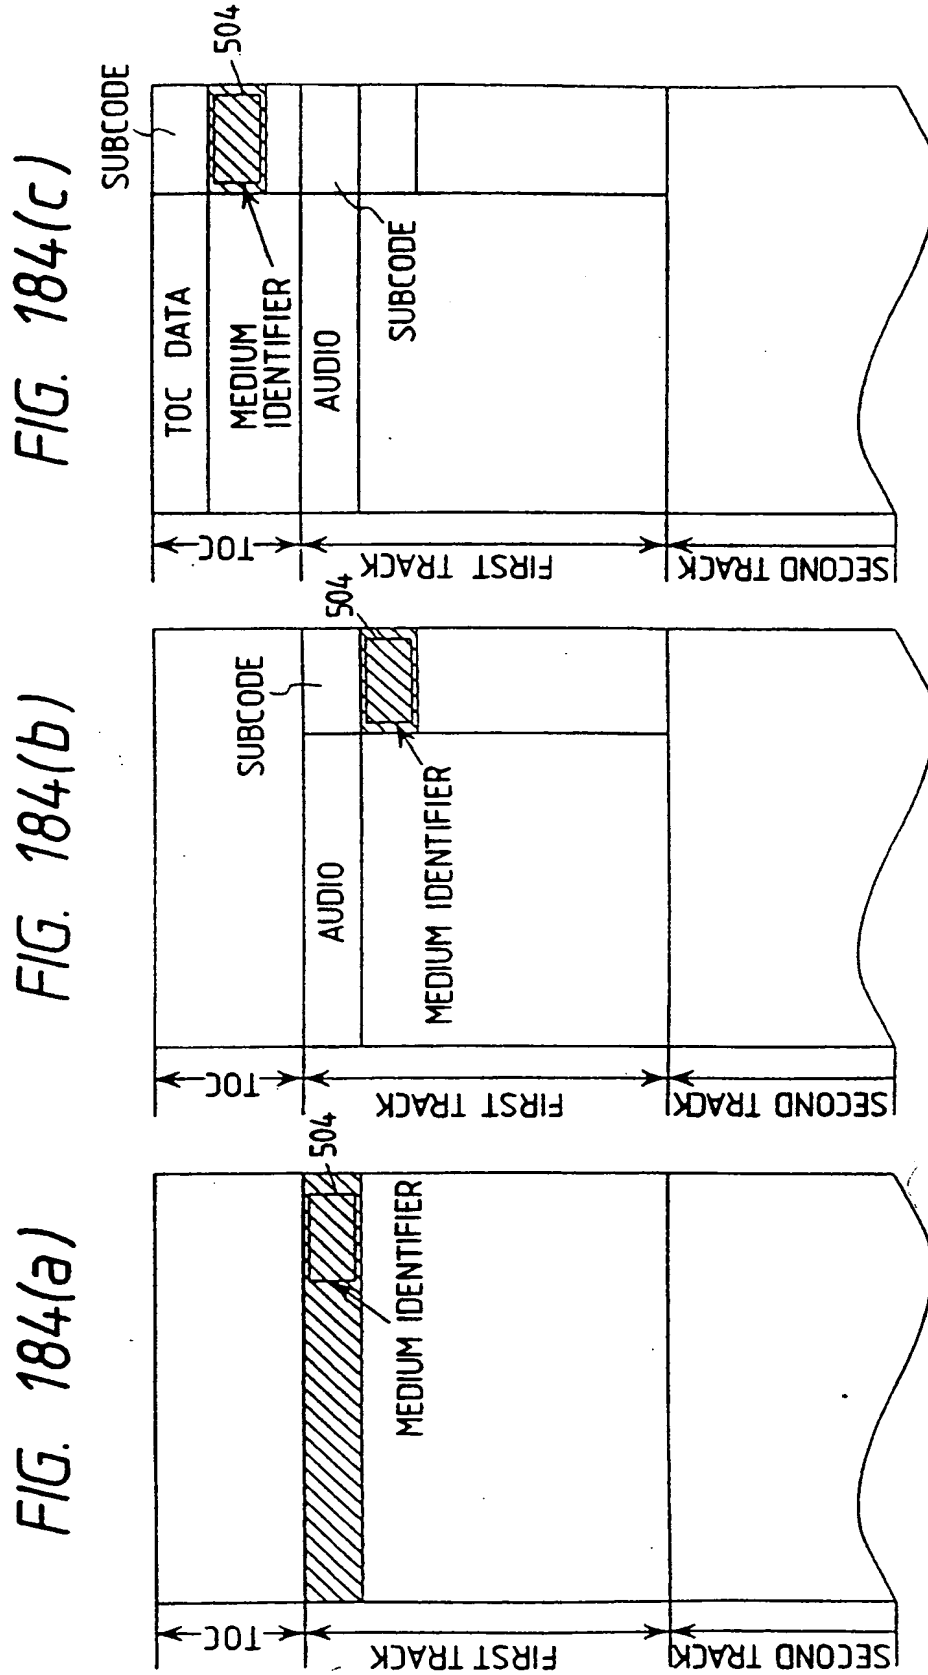 FIG. 184(a)
TOC
FIRST TRACK
SECOND TRACK
504
MEDIUM IDENTIFIER
FIG. 184(b)
TOC
FIRST TRACK
SECOND TRACK
SUBCODE
AUDIO
504
MEDIUM IDENTIFIER
FIG. 184(c)
TOC
FIRST TRACK
SECOND TRACK
SUBCODE
504
TOC DATA
MEDIUM
IDENTIFIER
AUDIO
SUBCODE